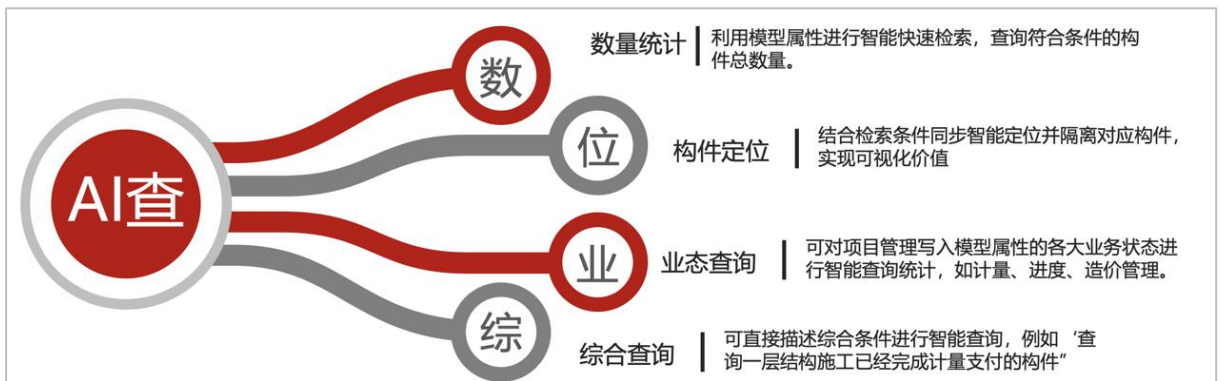 AI查
数
数量统计
利用模型属性进行智能快速检索，查询符合条件的构
件总数量。
位
构件定位
结合检索条件同步智能定位并隔离对应构件，
实现可视化价值
业
业态查询
可对项目管理写入模型属性的各大业务状态进
行智能查询统计，如计量、进度、造价管理。
综
综合查询
可直接描述综合条件进行智能查询，例如‘查
询一层结构施工已经完成计量支付的构件”